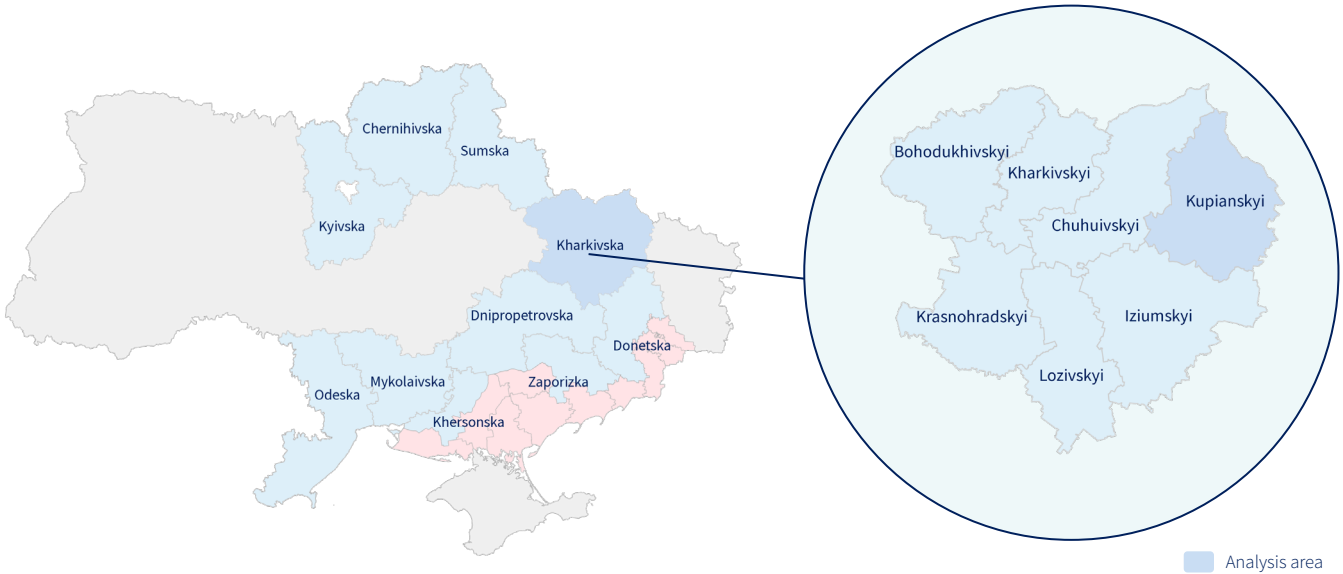 Chernihivska
Sumska
Kyivska
Kharkivska
Dnipropetrovska
Donetska
Mykolaivska
Zaporizka
Odeska
Khersonska
Bohodukhivskyi
Kharkivskyi
Kupianskyi
Chuhuivskyi
Krasnohradskyi
Iziumskyi
Lozivskyi
Analysis area